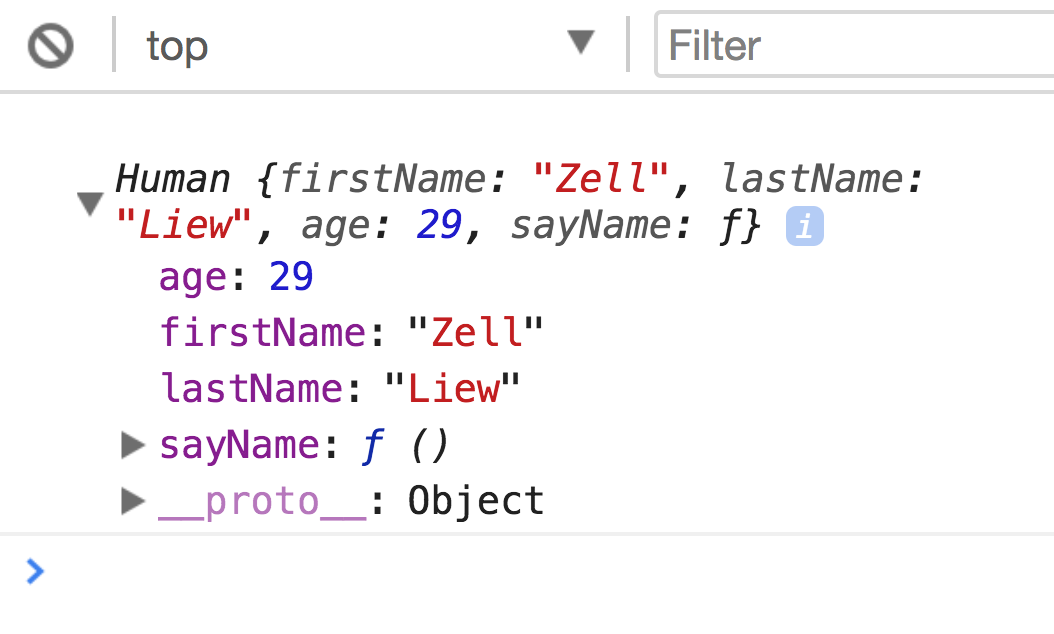 top Filter
Human {firstName: "Zell", lastName:
"Liew", age: 29, sayName: ƒ} i
age: 29
firstName: "Zell"
lastName: "Liew"
sayName: ƒ ()
__proto__: Object